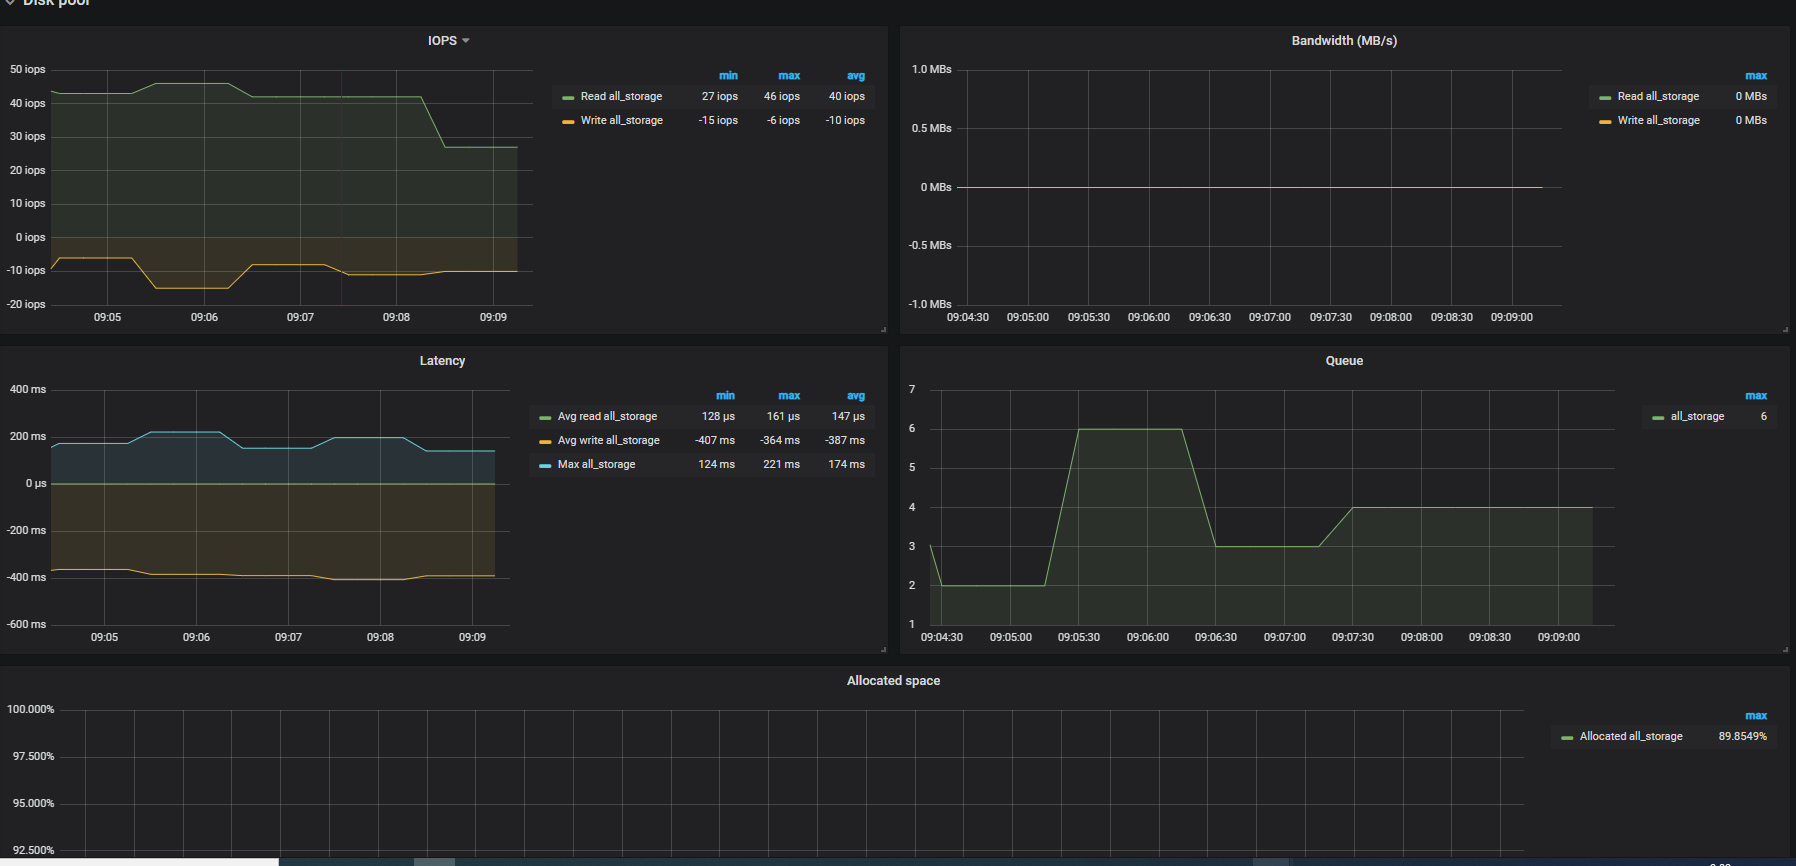 Disk pool
IOPS
50 iops
40 iops
30 iops
20 iops
10 iops
0 iops
-10 iops
-20 iops
09:05 09:06 09:07 09:08 09:09
min max avg
Read all_storage 27 iops 46 iops 40 iops
Write all_storage -15 iops -6 iops -10 iops
Bandwidth (MB/s)
1.0 MBs
0.5 MBs
0 MBs
-0.5 MBs
-1.0 MBs
09:04:30 09:05:00 09:05:30 09:06:00 09:06:30 09:07:00 09:07:30 09:08:00 09:08:30 09:09:00
max
Read all_storage 0 MBs
Write all_storage 0 MBs
Latency
400 ms
200 ms
0 µs
-200 ms
-400 ms
-600 ms
09:05 09:06 09:07 09:08 09:09
min max avg
Avg read all_storage 128 µs 161 µs 147 µs
Avg write all_storage -407 ms -364 ms -387 ms
Max all_storage 124 ms 221 ms 174 ms
Queue
7
6
5
4
3
2
1
09:04:30 09:05:00 09:05:30 09:06:00 09:06:30 09:07:00 09:07:30 09:08:00 09:08:30 09:09:00
max
all_storage 6
Allocated space
100.000%
97.500%
95.000%
92.500%
max
Allocated all_storage 89.8549%